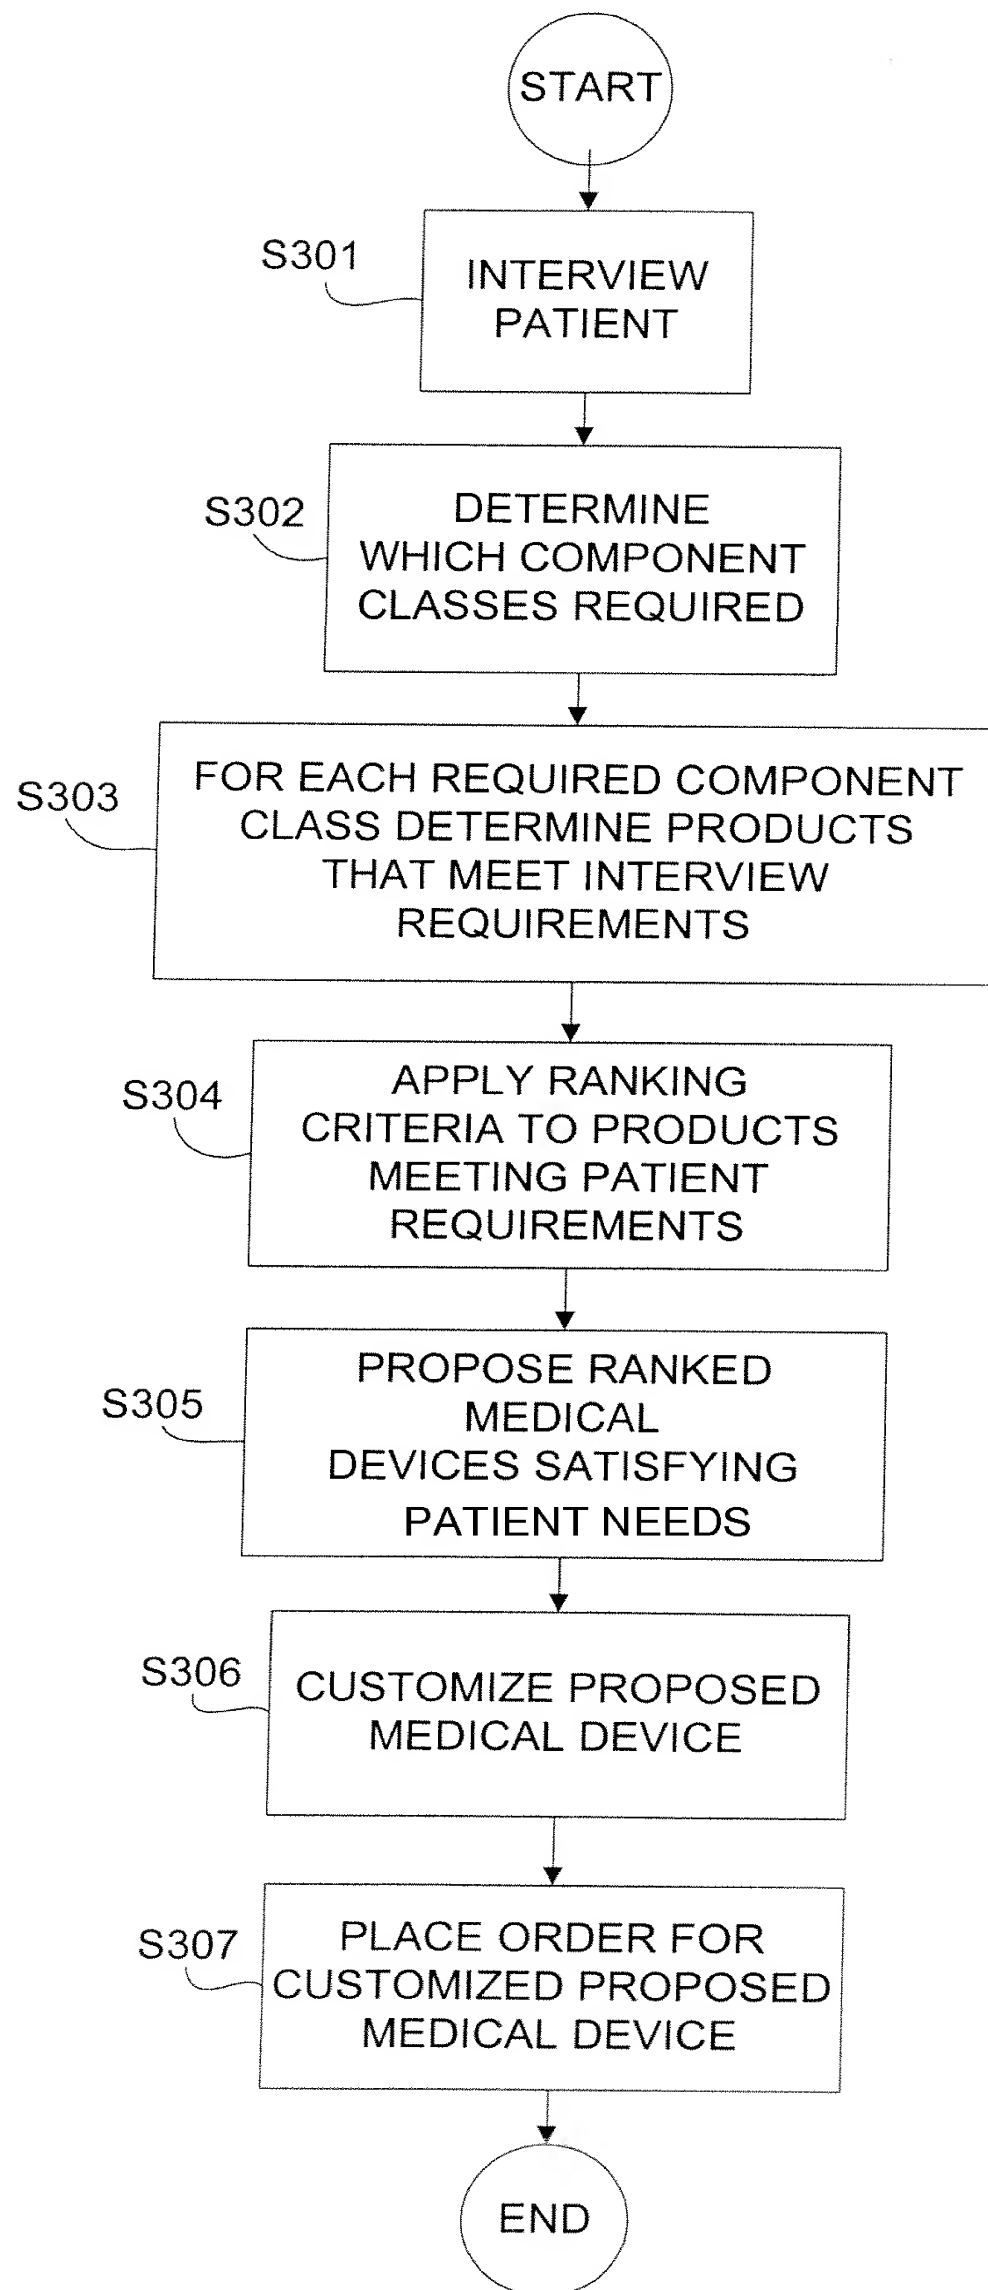 START
S301
INTERVIEW
PATIENT
S302
DETERMINE
WHICH COMPONENT
CLASSES REQUIRED
S303
FOR EACH REQUIRED COMPONENT
CLASS DETERMINE PRODUCTS
THAT MEET INTERVIEW
REQUIREMENTS
S304
APPLY RANKING
CRITERIA TO PRODUCTS
MEETING PATIENT
REQUIREMENTS
S305
PROPOSE RANKED
MEDICAL
DEVICES SATISFYING
PATIENT NEEDS
S306
CUSTOMIZE PROPOSED
MEDICAL DEVICE
S307
PLACE ORDER FOR
CUSTOMIZED PROPOSED
MEDICAL DEVICE
END